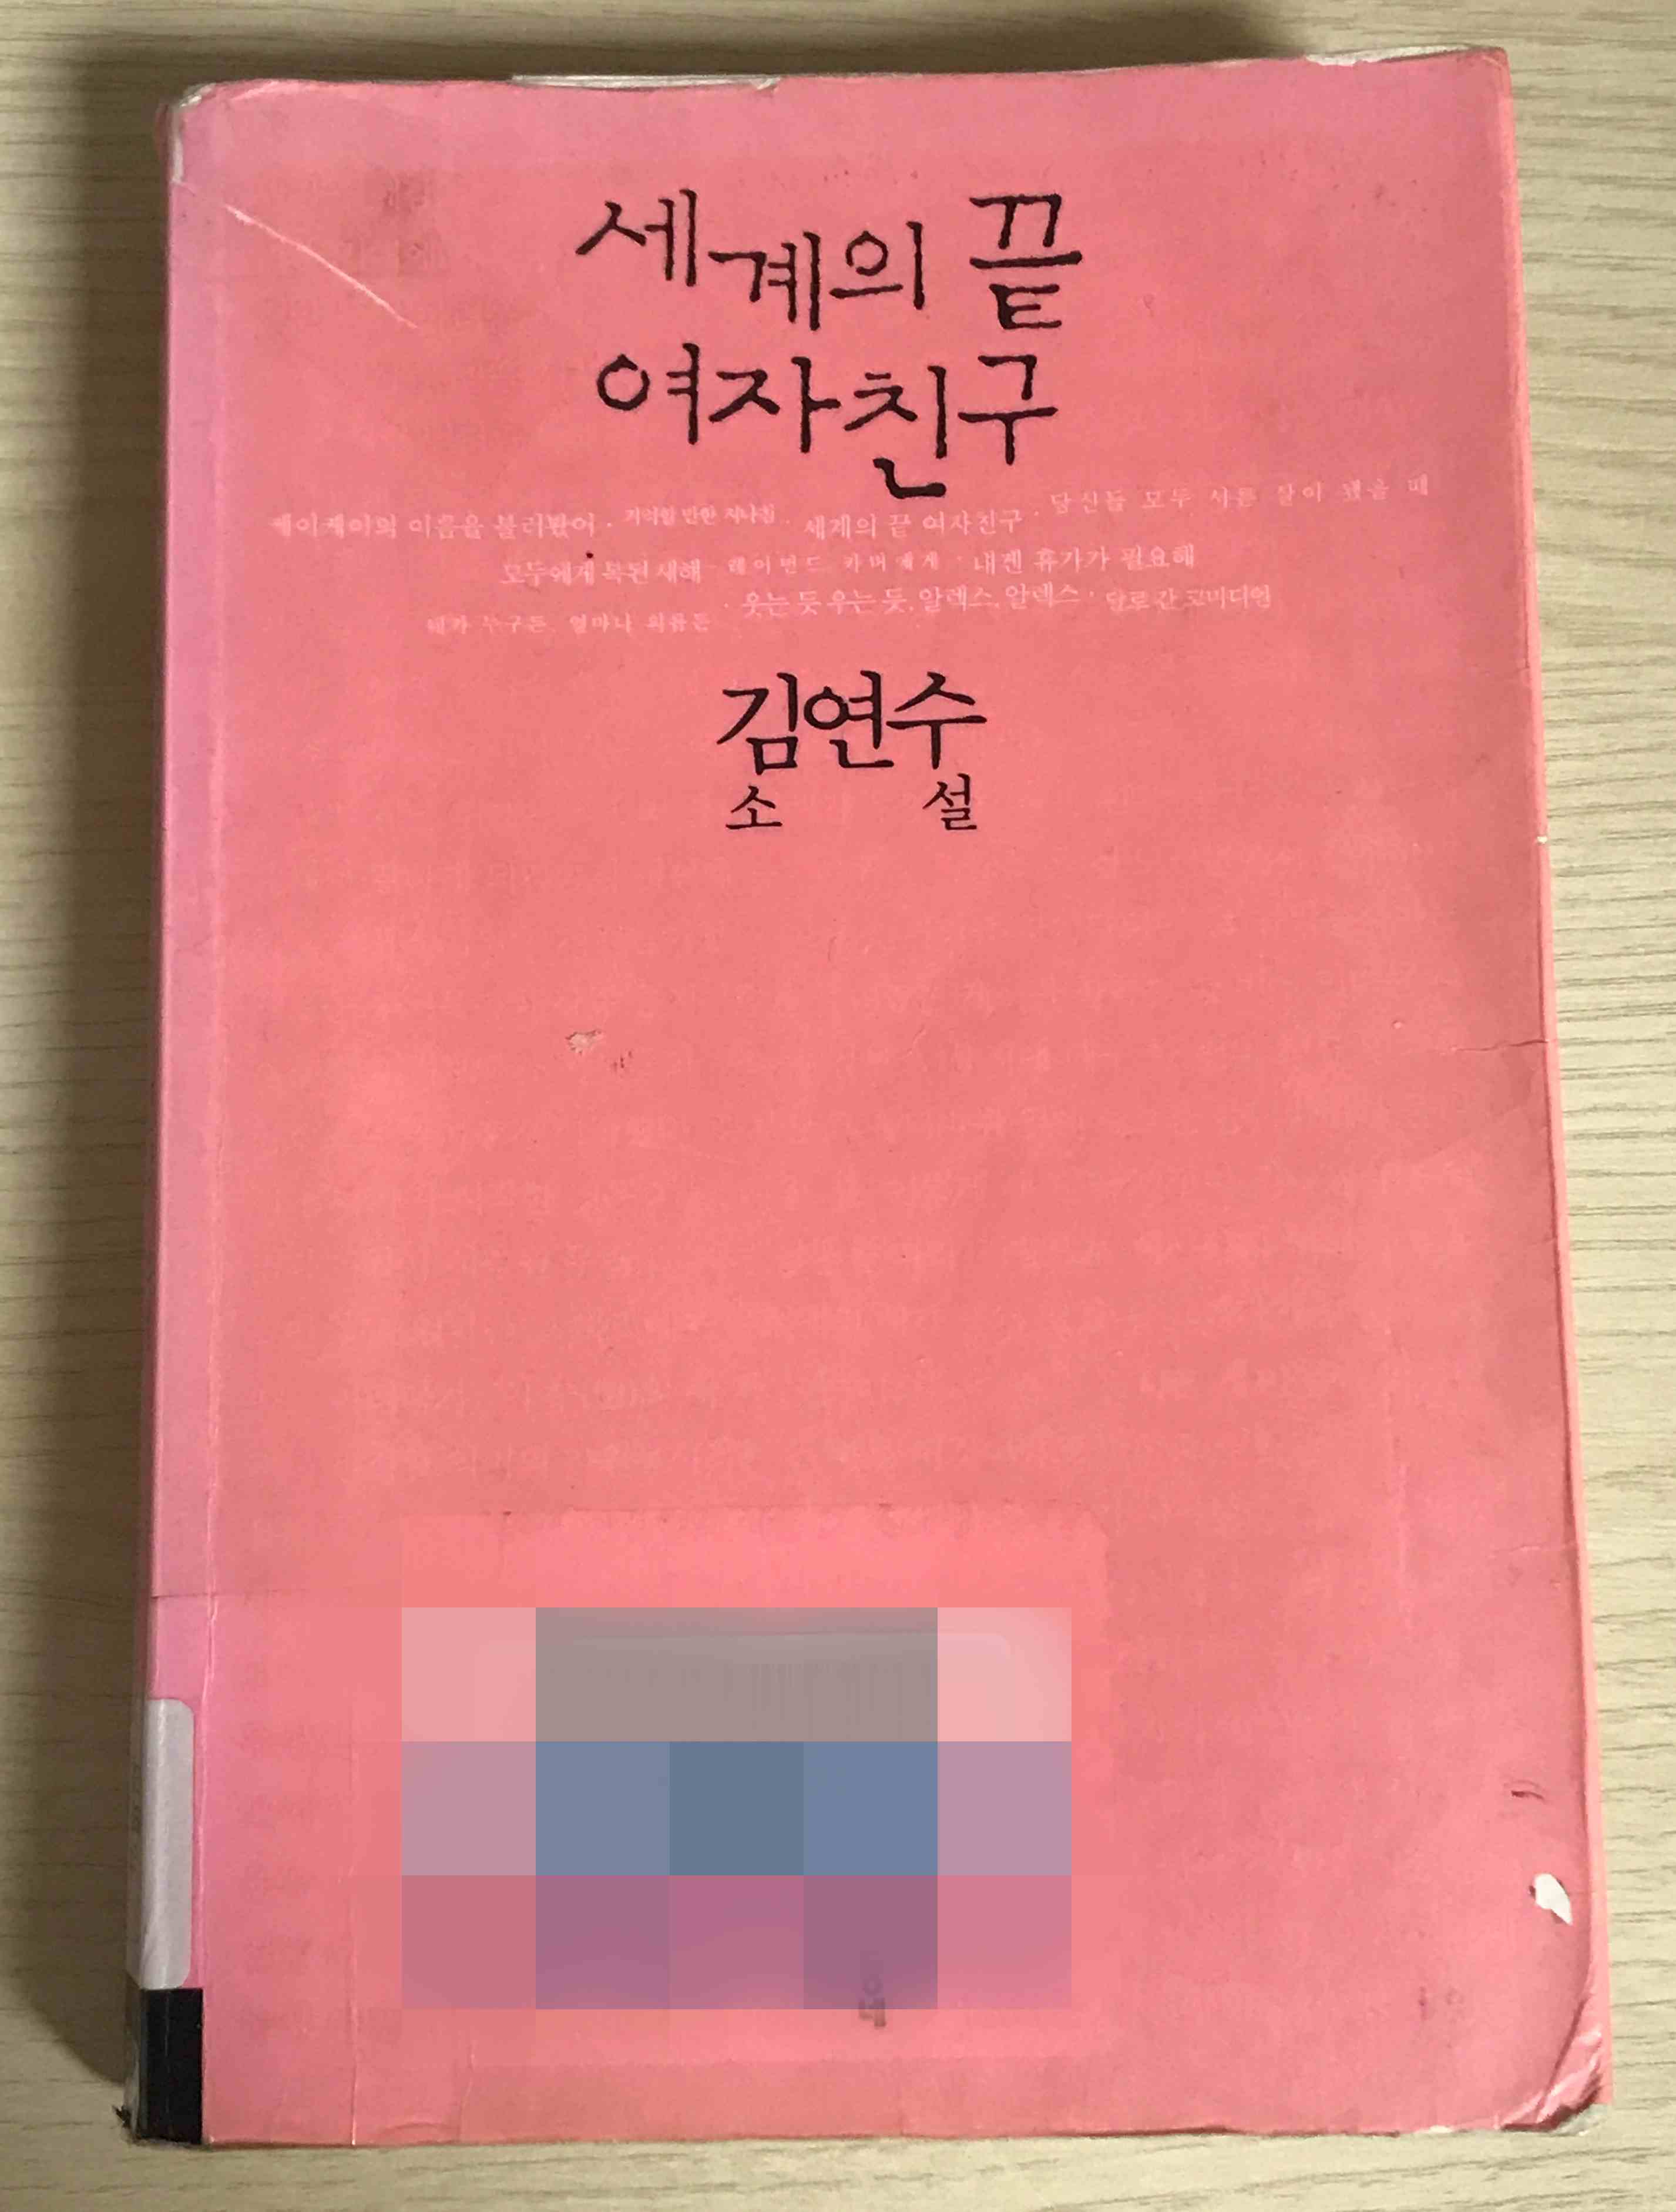 세계의 끝
여자친구
케이케이의 이름을 불러봤어 · 기억할 만한 지나침 · 세계의 끝 여자친구 · 당신들 모두 서른 살이 됐을 때
모두에게 복된 새해 · 레이먼드 카버에게 · 내겐 휴가가 필요해
네가 누구든, 얼마나 외롭든 · 웃는 듯 우는 듯, 알렉스, 알렉스 · 달로 간 코미디언
김연수
소설
네